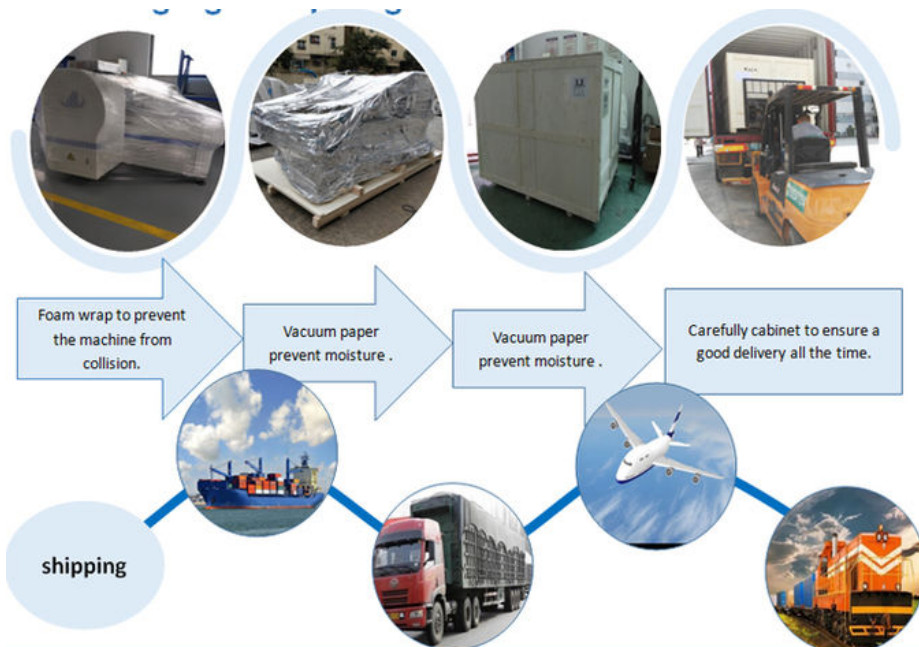 Foam wrap to prevent
the machine from
collision.
Vacuum paper
prevent moisture .
Vacuum paper
prevent moisture .
Carefully cabinet to ensure a
good delivery all the time.
shipping